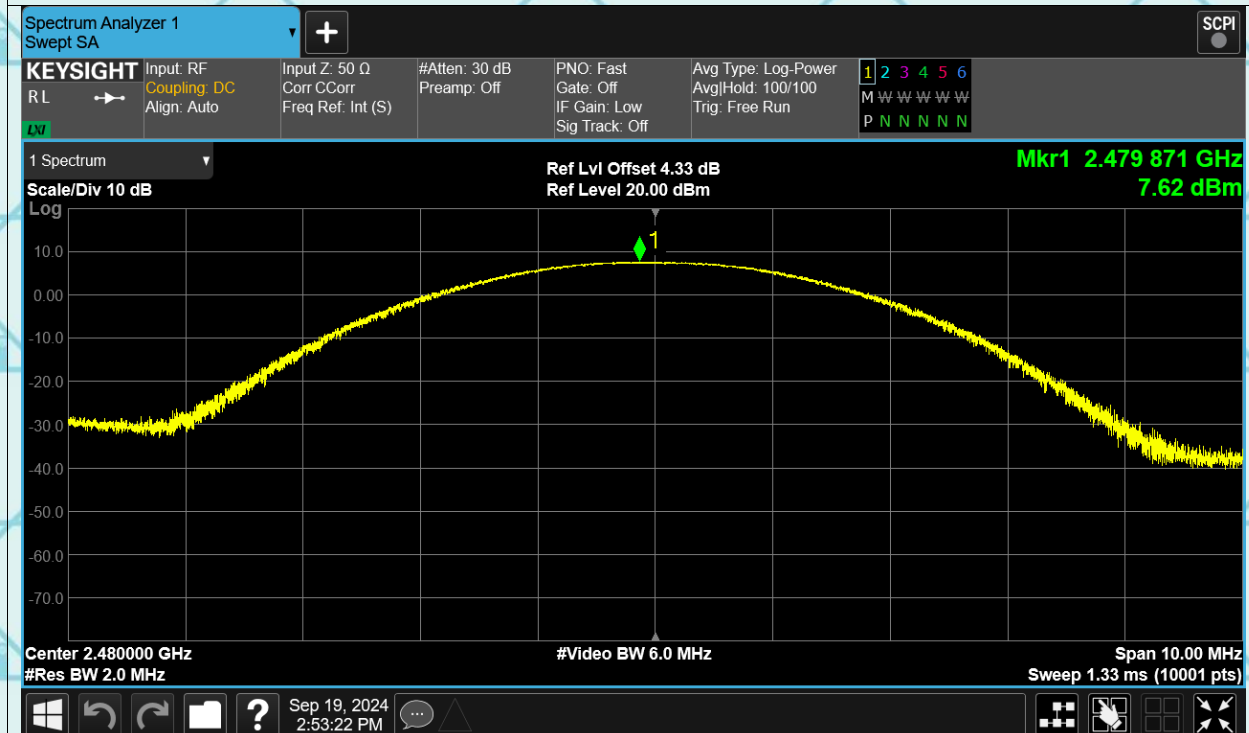 Spectrum Analyzer 1
Swept SA
+
SCPI
KEYSIGHT
RL
LXI
Input: RF
Coupling: DC
Align: Auto
Input Z: 50 Ω
Corr CCorr
Freq Ref: Int (S)
#Atten: 30 dB
Preamp: Off
PNO: Fast
Gate: Off
IF Gain: Low
Sig Track: Off
Avg Type: Log-Power
Avg|Hold: 100/100
Trig: Free Run
1 2 3 4 5 6
M W W W W W
P N N N N N
1 Spectrum
Ref Lvl Offset 4.33 dB
Mkr1 2.479 871 GHz
Scale/Div 10 dB
Ref Level 20.00 dBm
7.62 dBm
Log
1
10.0
0.00
-10.0
-20.0
-30.0
-40.0
-50.0
-60.0
-70.0
Center 2.480000 GHz
#Video BW 6.0 MHz
Span 10.00 MHz
#Res BW 2.0 MHz
Sweep 1.33 ms (10001 pts)
?
Sep 19, 2024
2:53:22 PM